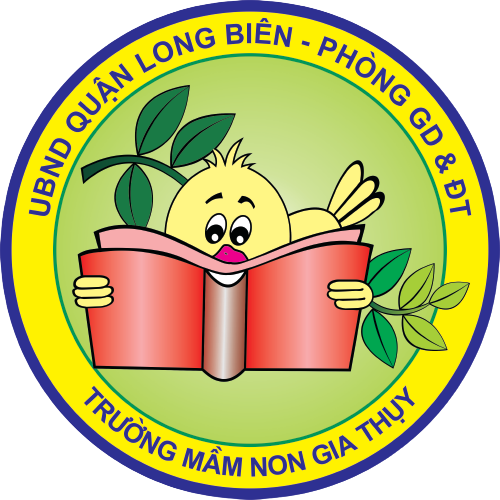 UBND QUẬN LONG BIÊN - PHÒNG GD & ĐT
TRƯỜNG MẦM NON GIA THỤY